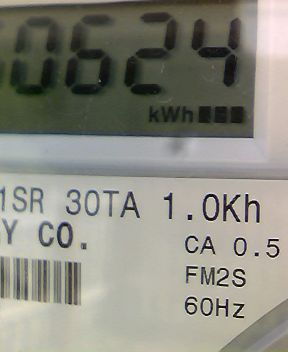 0624
kWh
1SR 30TA 1.0Kh
Y CO.
CA 0.5
FM2S
60Hz